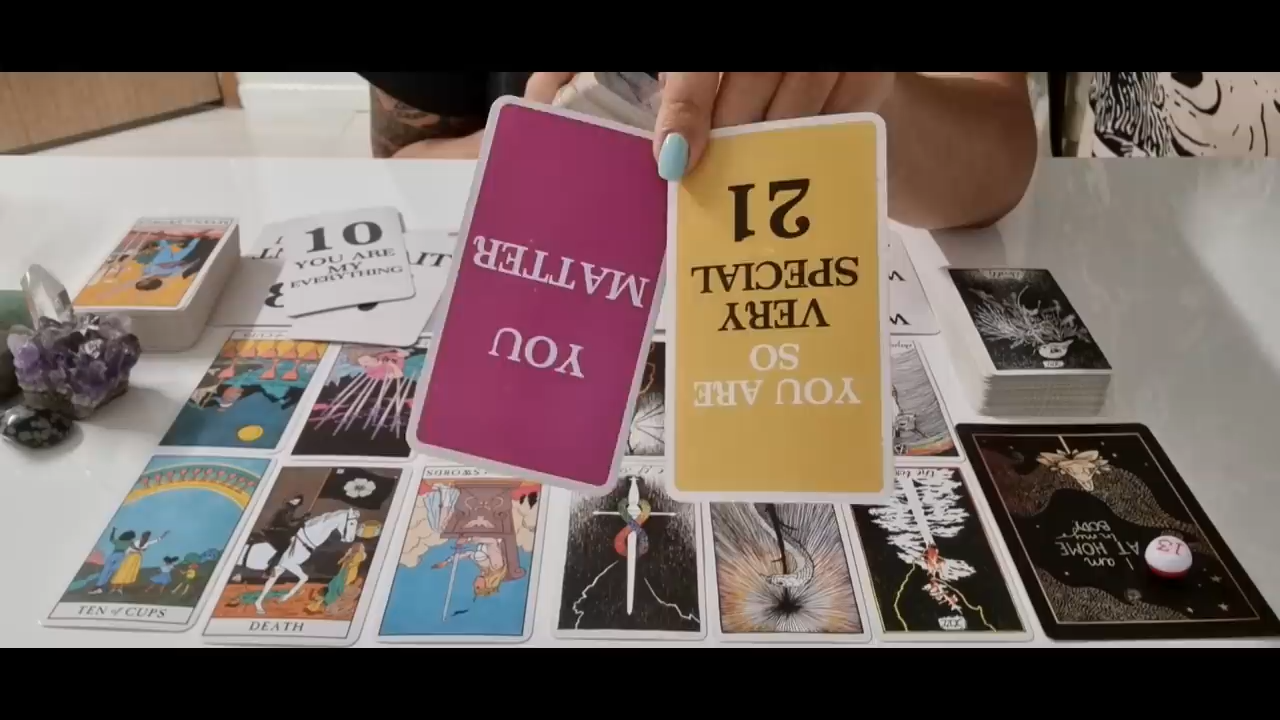 10
YOU ARE
MY
EVERYTHING
YOU
MATTER
YOU ARE
SO
VERY
SPECIAL
21
TEN of CUPS
DEATH
SWORDS
I am
AT HOME
in my
BODY
13